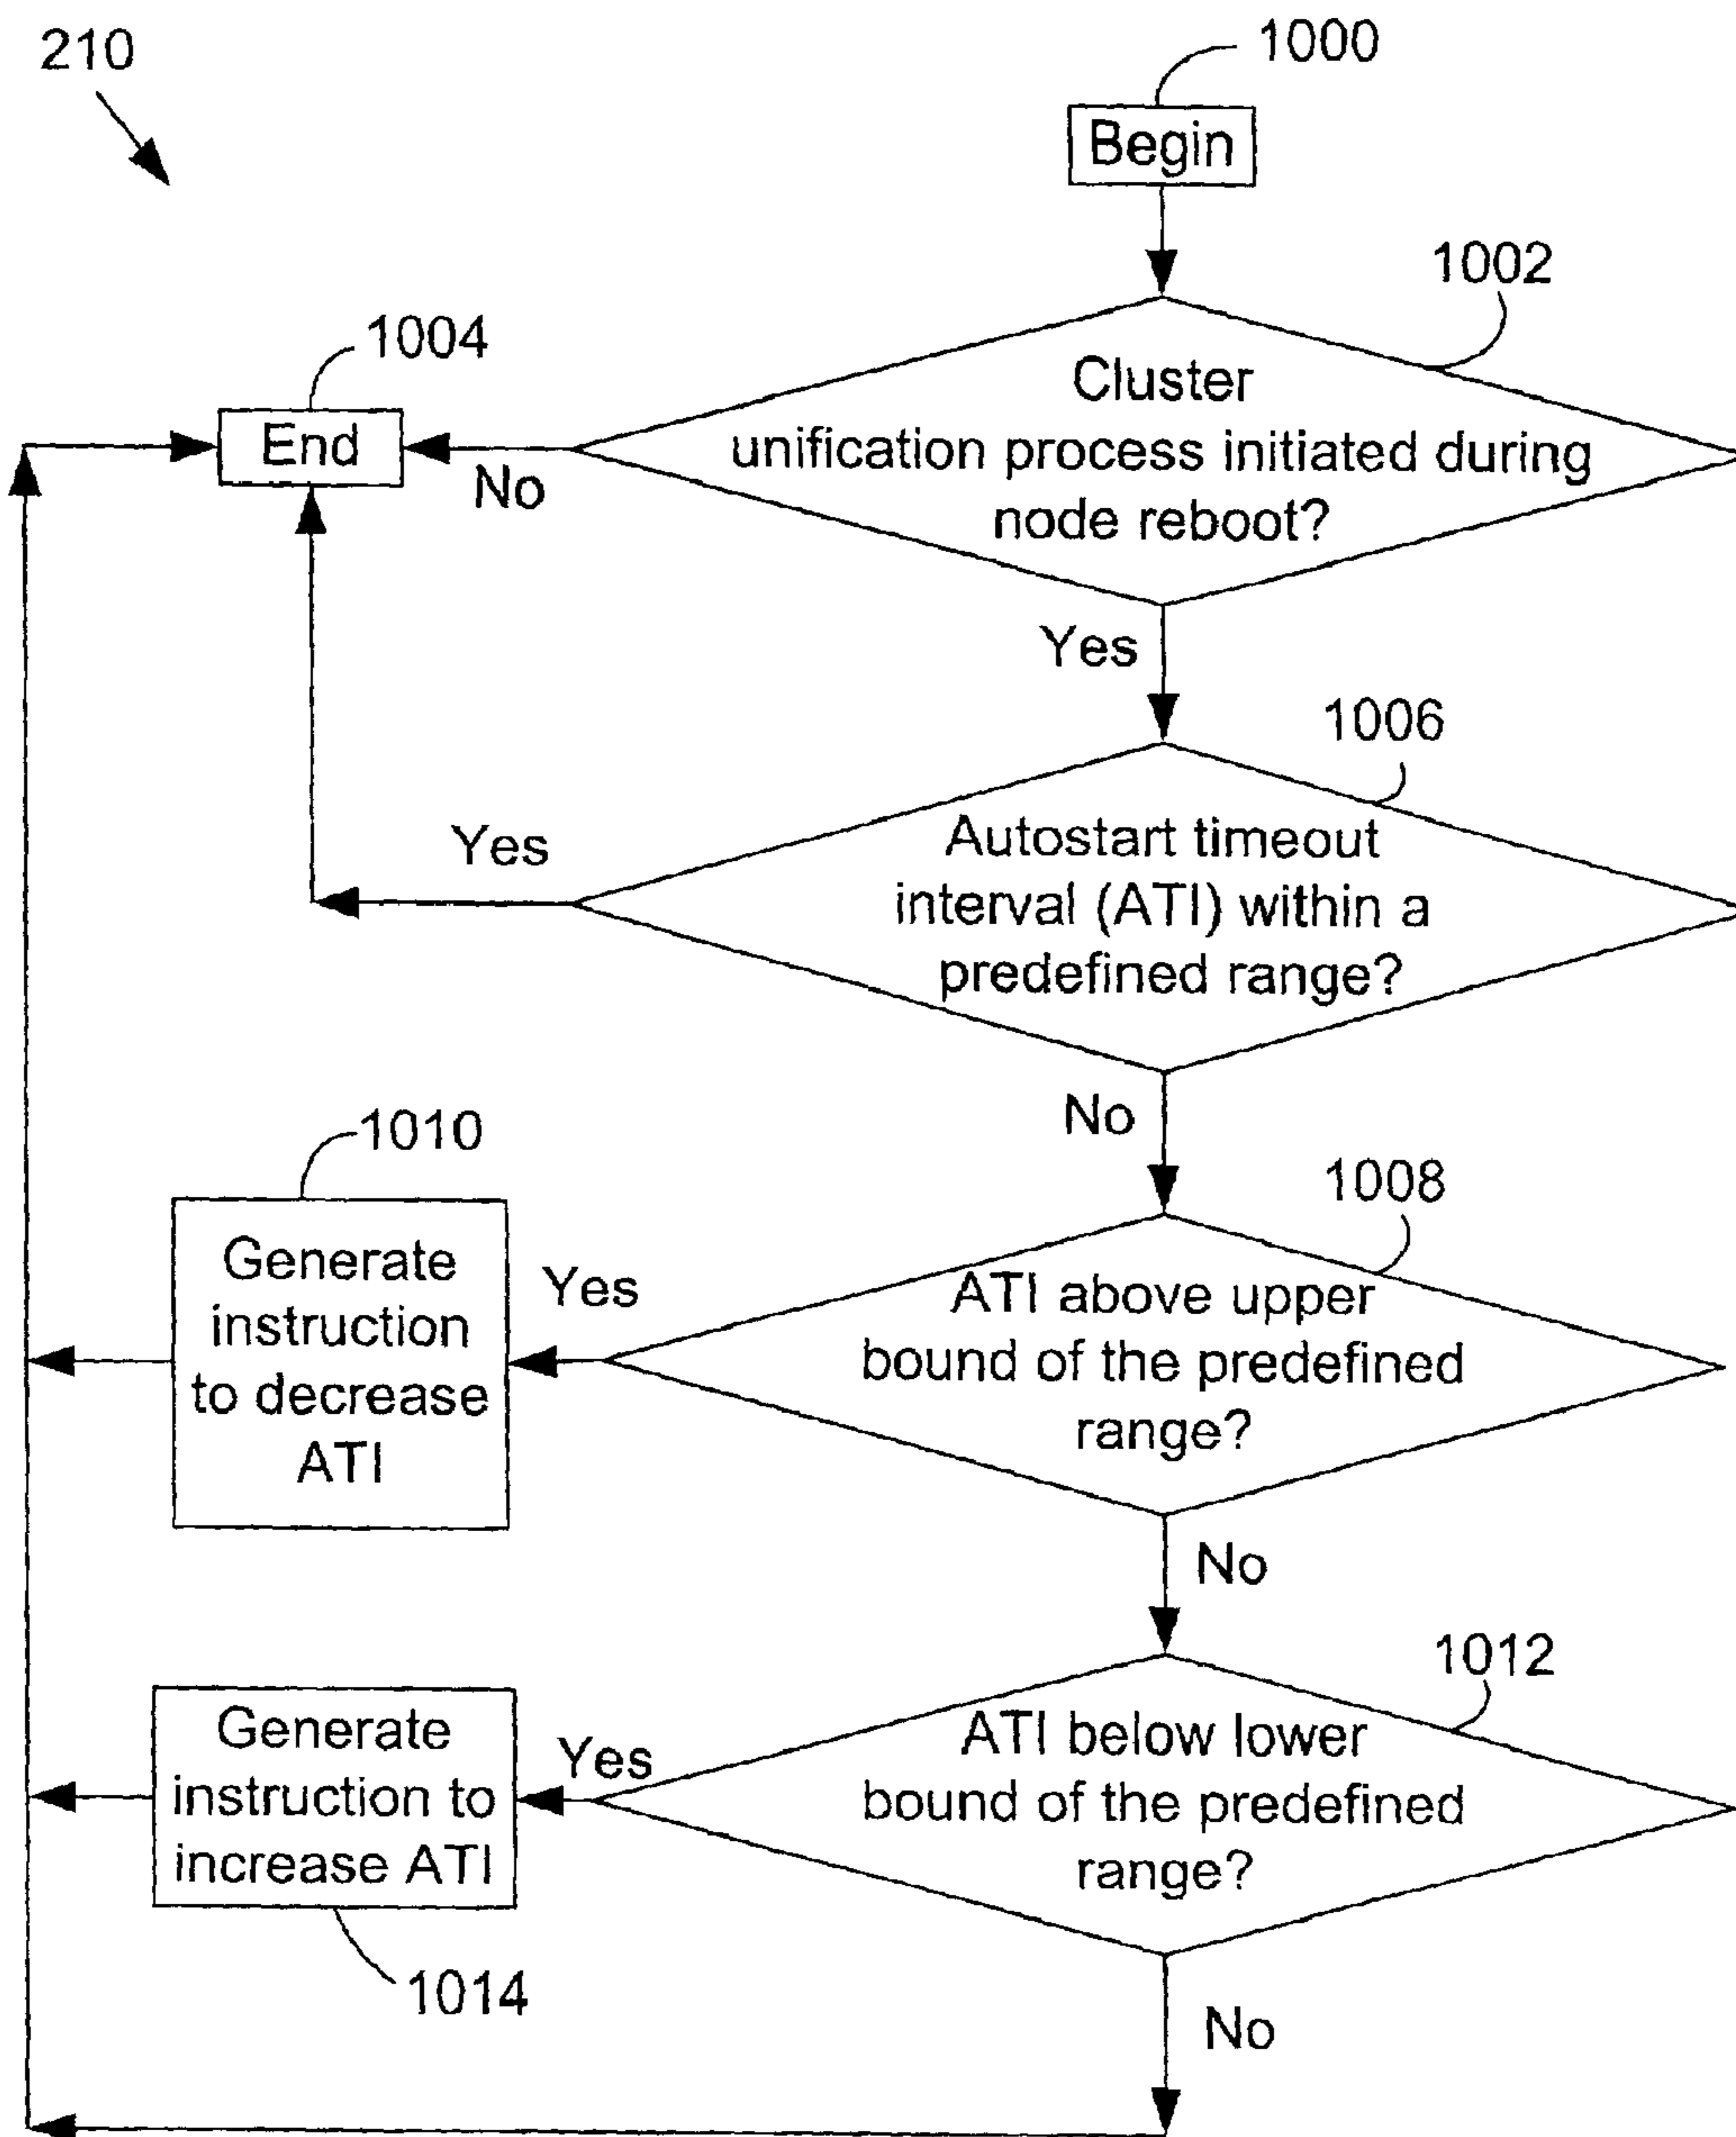 210
1000
Begin
1002
1004
Cluster
unification process initiated during
node reboot?
End
No
Yes
1006
Autostart timeout
interval (ATI) within a
predefined range?
Yes
No
1010
1008
Generate
instruction
to decrease
ATI
Yes
ATI above upper
bound of the predefined
range?
No
1012
Generate
instruction to
increase ATI
Yes
ATI below lower
bound of the predefined
range?
1014
No